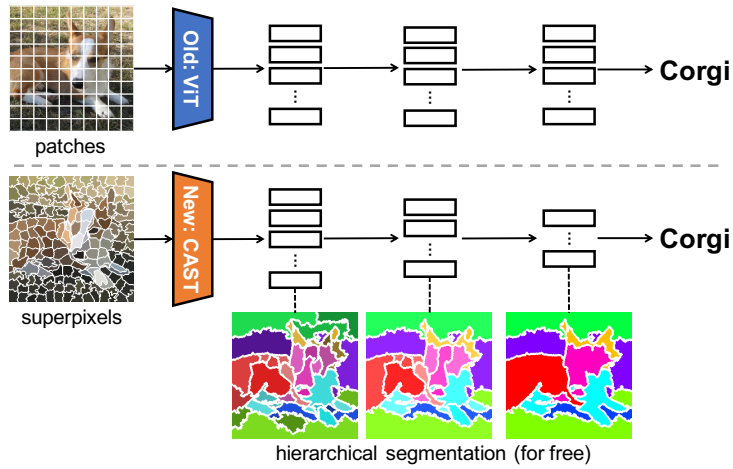 Old: ViT
Corgi
patches
New: CAST
Corgi
superpixels
hierarchical segmentation (for free)